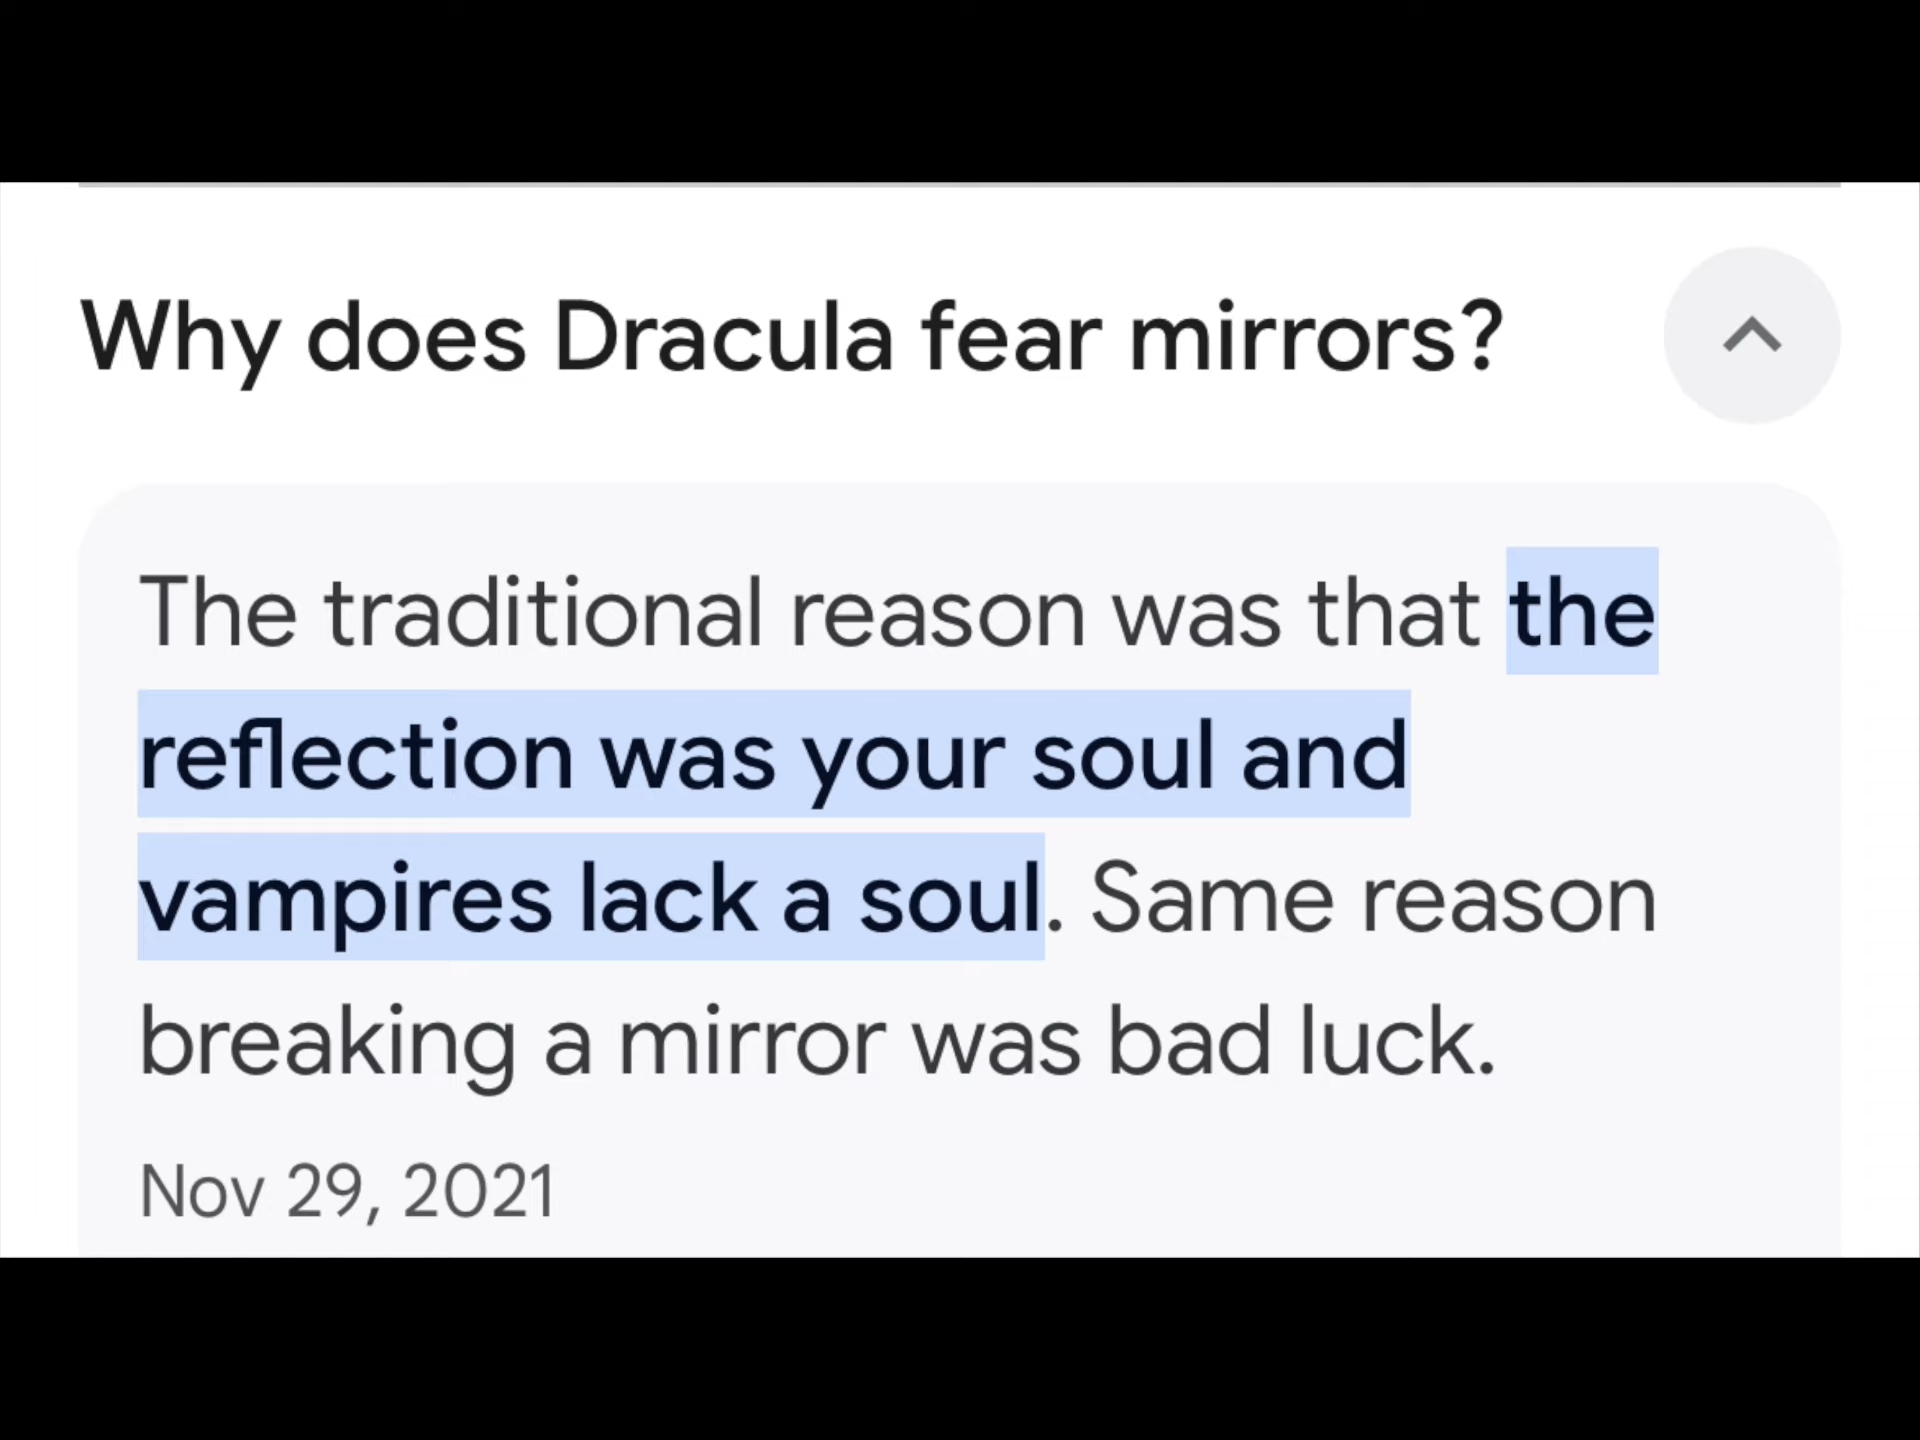 Why does Dracula fear mirrors?
The traditional reason was that the
reflection was your soul and
vampires lack a soul. Same reason
breaking a mirror was bad luck.
Nov 29, 2021